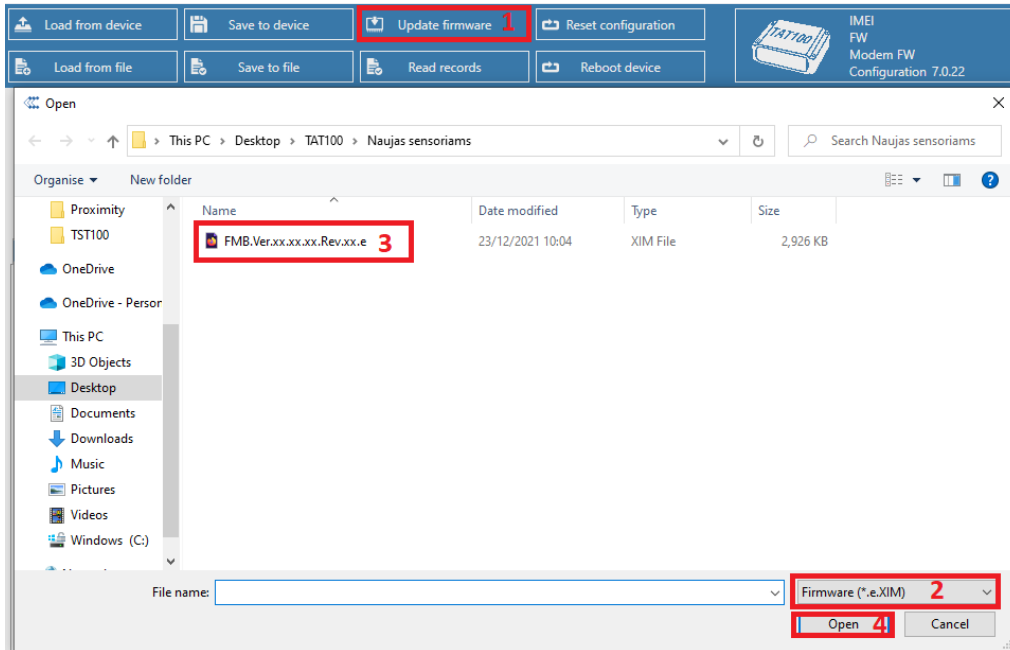 Load from device
Save to device
Update firmware 1
Reset configuration
Load from file
Save to file
Read records
Reboot device
TAT100
IMEI
FW
Modem FW
Configuration 7.0.22
Open
This PC > Desktop > TAT100 > Naujas sensoriams
Search Naujas sensoriams
Organise
New folder
Proximity
TST100
OneDrive
OneDrive - Person
This PC
3D Objects
Desktop
Documents
Downloads
Music
Pictures
Videos
Windows (C:)
Name
Date modified
Type
Size
FMB.Ver.xx.xx.xx.Rev.xx.e 3
23/12/2021 10:04
XIM File
2,926 KB
File name:
Firmware (*.e.XIM) 2
Open 4
Cancel